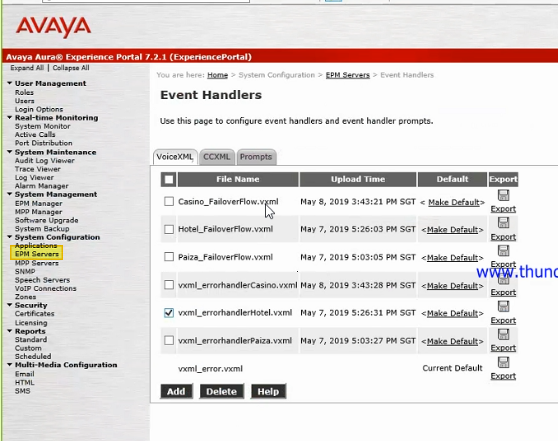 AVAYA
Avaya Aura® Experience Portal 7.2.1 (ExperiencePortal)
Expand All | Collapse All
You are here: Home > System Configuration > EPM Servers > Event Handlers
User Management
Roles
Users
Login Options
Real-time Monitoring
System Monitor
Active Calls
Port Distribution
System Maintenance
Audit Log Viewer
Trace Viewer
Log Viewer
Alarm Manager
System Management
EPM Manager
MPP Manager
Software Upgrade
System Backup
System Configuration
Applications
EPM Servers
MPP Servers
SNMP
Speech Servers
VoIP Connections
Zones
Security
Certificates
Licensing
Reports
Standard
Custom
Scheduled
Multi-Media Configuration
Email
HTML
SMS
Event Handlers
Use this page to configure event handlers and event handler prompts.
VoiceXML CCXML Prompts
File Name Upload Time Default Export
Casino_FailoverFlow.vxml May 8, 2019 3:43:21 PM SGT < Make Default> Export
Hotel_FailoverFlow.vxml May 7, 2019 5:26:03 PM SGT <Make Default> Export
Paiza_FailoverFlow.vxml May 7, 2019 5:03:05 PM SGT <Make Default> Export
vxml_errorhandlerCasino.vxml May 8, 2019 3:43:28 PM SGT <Make Default> Export
vxml_errorhandlerHotel.vxml May 7, 2019 5:26:31 PM SGT <Make Default> Export
vxml_errorhandlerPaiza.vxml May 7, 2019 5:03:27 PM SGT <Make Default> Export
vxml_error.vxml Current Default Export
Add Delete Help